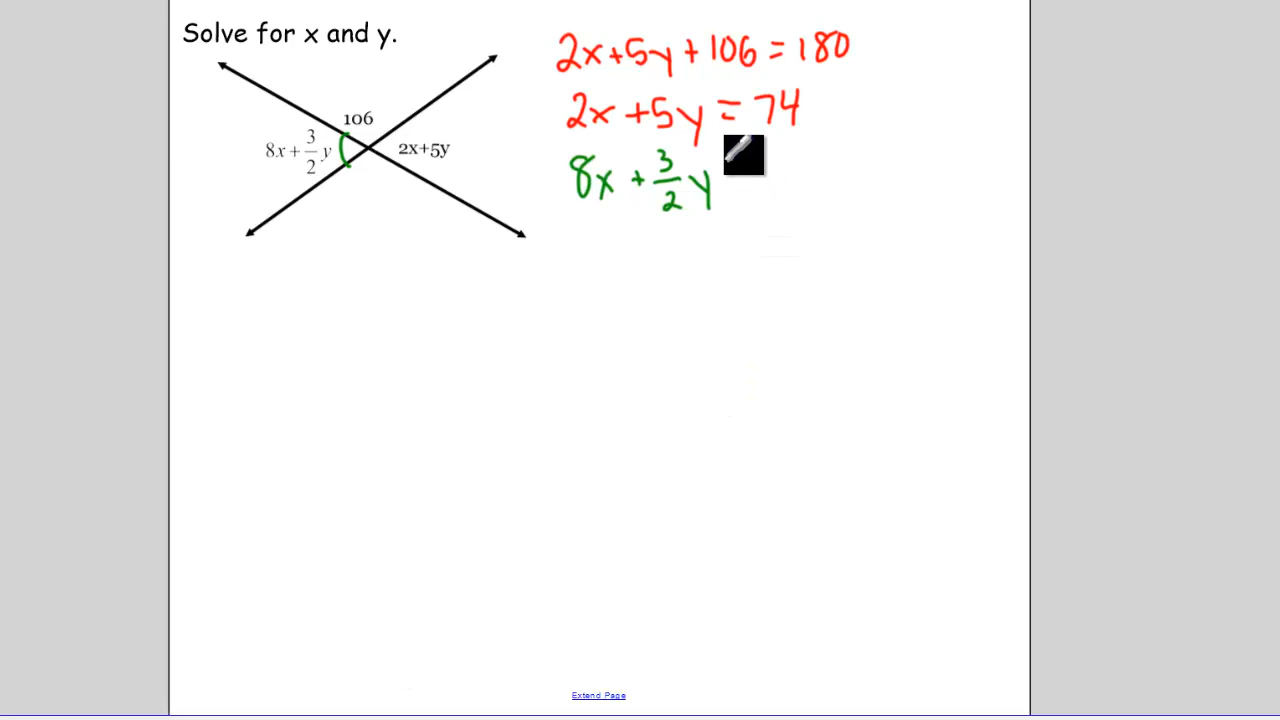 Solve for x and y.
2x+5y+106=180
106
2x+5y=74
8x+3/2 y
2x+5y
8x+3/2 y
Extend Page